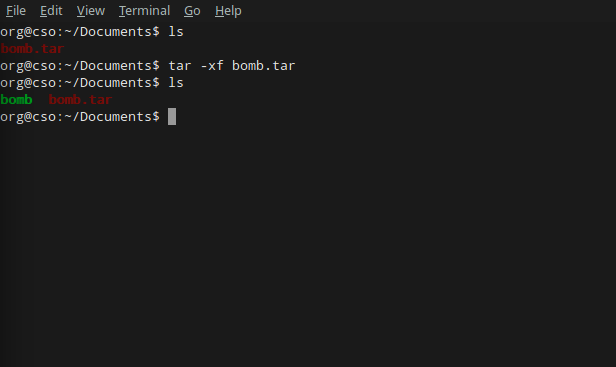 File Edit View Terminal Go Help
org@cso:~/Documents$ ls
bomb.tar
org@cso:~/Documents$ tar -xf bomb.tar
org@cso:~/Documents$ ls
bomb  bomb.tar
org@cso:~/Documents$